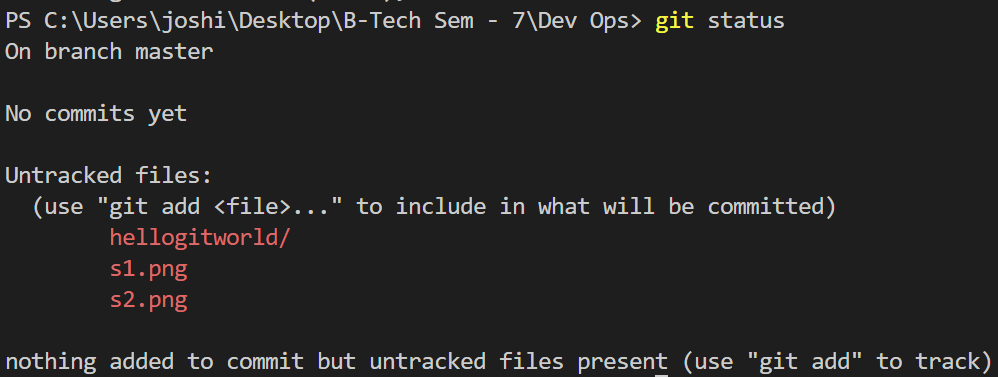 PS C:\Users\joshi\Desktop\B-Tech Sem - 7\Dev Ops> git status
On branch master
No commits yet
Untracked files:
(use "git add <file>..." to include in what will be committed)
hellogitworld/
s1.png
s2.png
nothing added to commit but untracked files present (use "git add" to track)